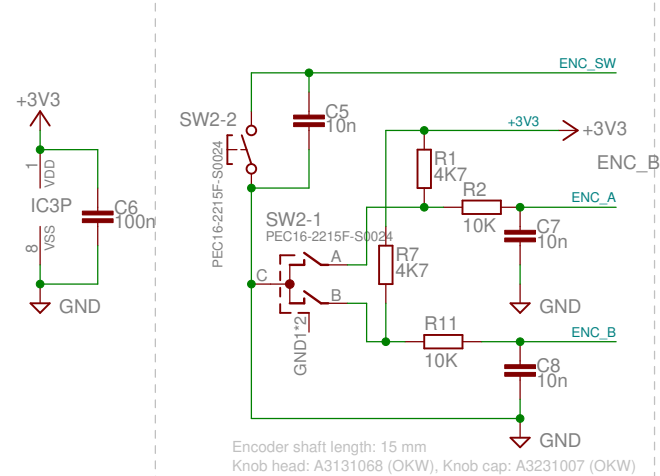 ENC_SW
+3V3
SW2-2
PEC16-2215F-S0024
C5
10n
+3V3
+3V3
ENC_B
1
VDD
IC3P
C6
100n
8
VSS
GND
R1
4K7
R2
10K
ENC_A
C7
10n
SW2-1
PEC16-2215F-S0024
A
C
B
R7
4K7
GND1*2
GND
R11
10K
ENC_B
C8
10n
GND
Encoder shaft length: 15 mm
Knob head: A3131068 (OKW), Knob cap: A3231007 (OKW)